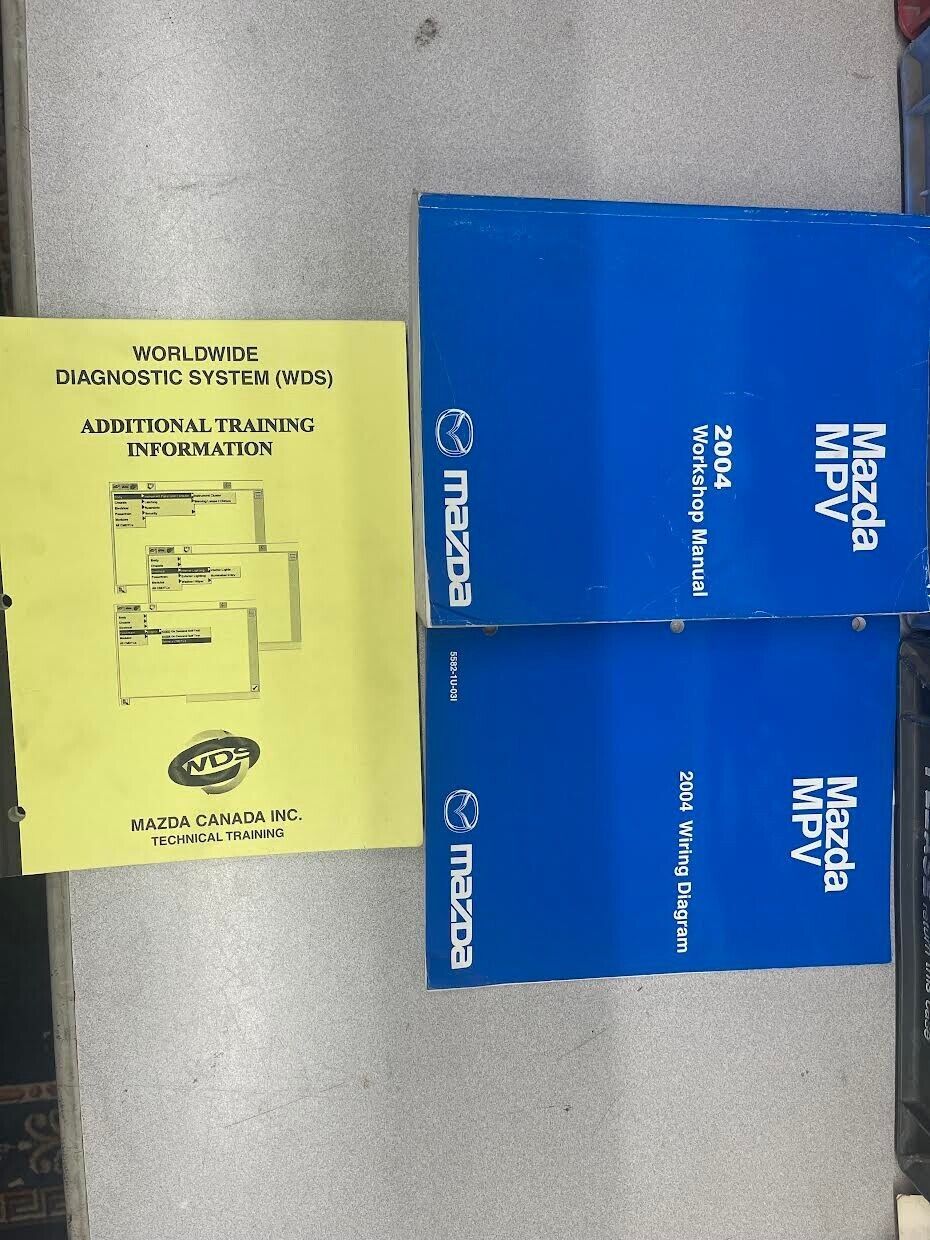 WORLDWIDE
DIAGNOSTIC SYSTEM (WDS)
ADDITIONAL TRAINING
INFORMATION
WDS
MAZDA CANADA INC.
TECHNICAL TRAINING
Mazda
MPV
2004
Workshop Manual
mazda
Mazda
MPV
2004 Wiring Diagram
mazda
5582-1U-03I